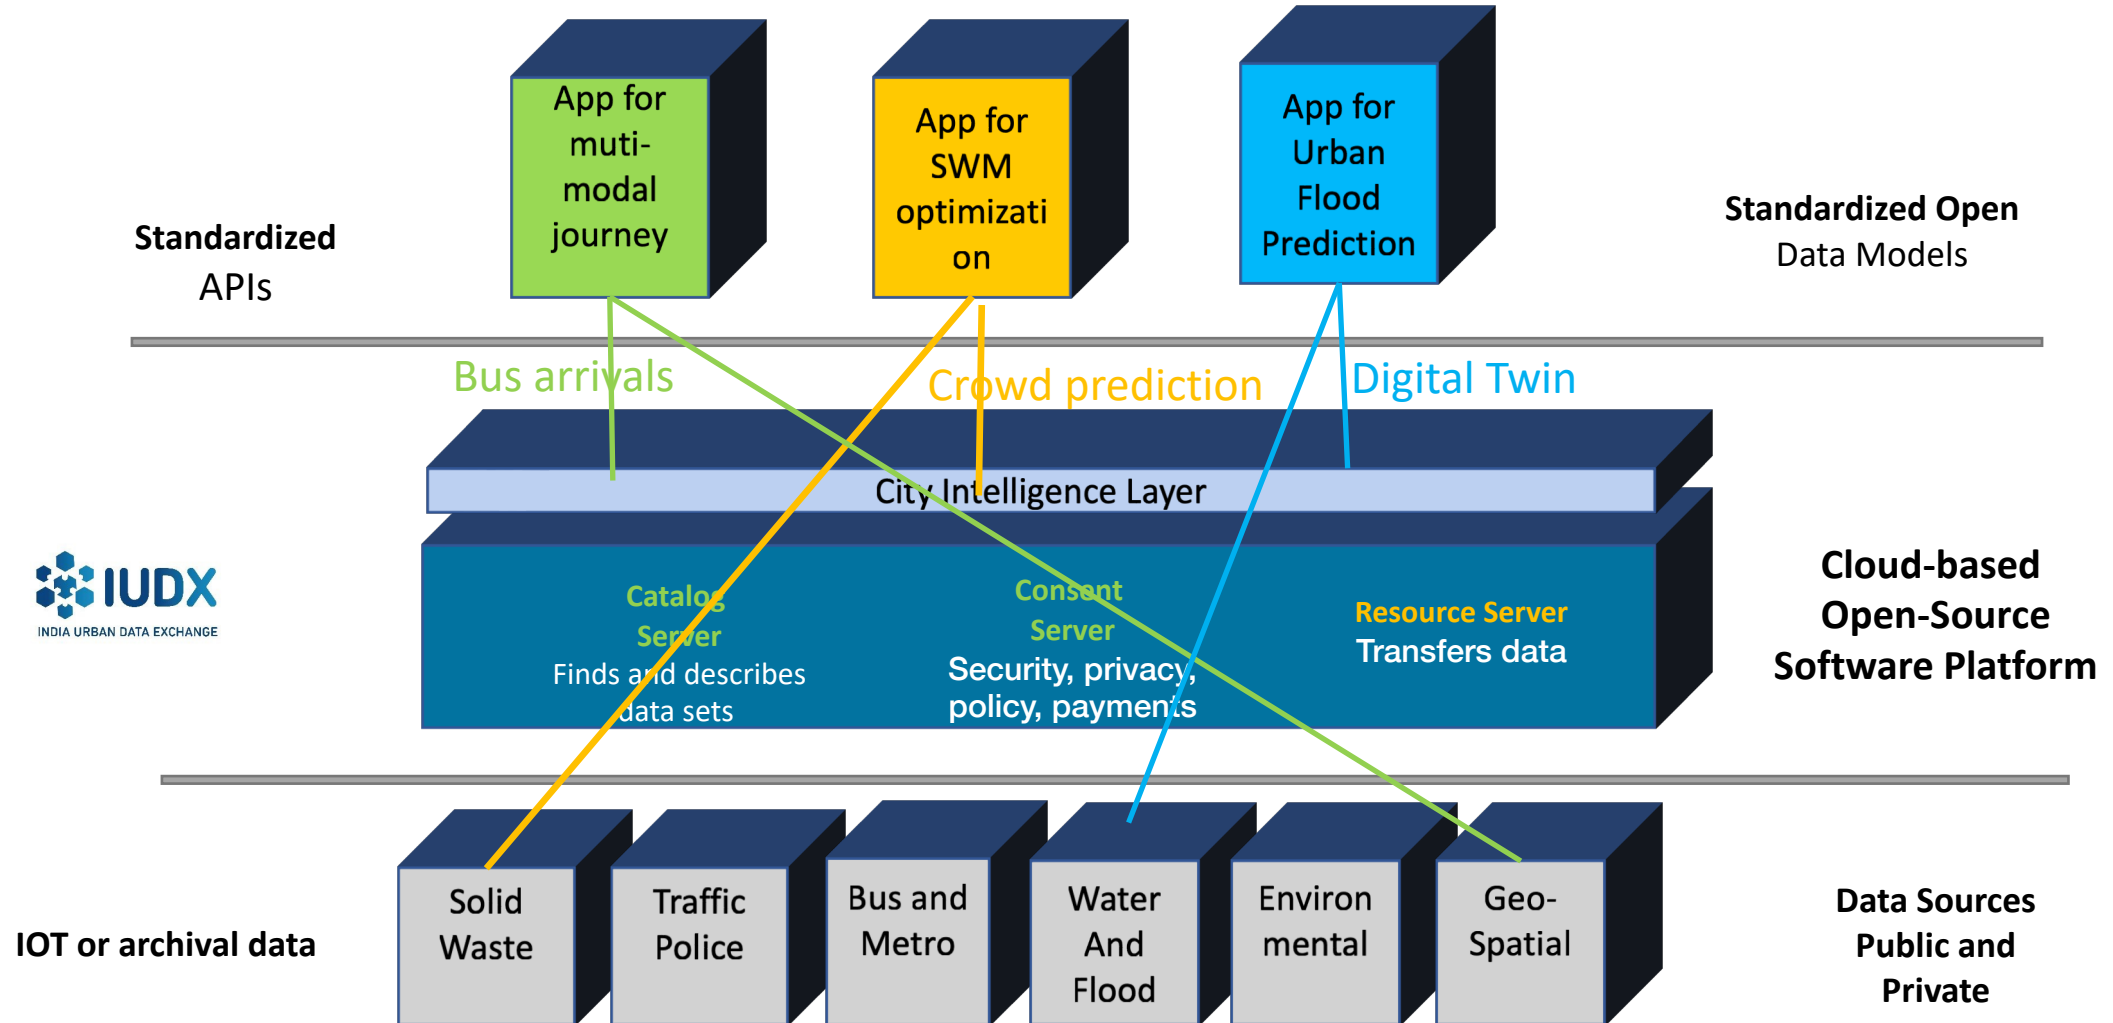 App for
muti-
modal
journey
App for
SWM
optimizati
on
App for
Urban
Flood
Prediction
Standardized
APIs
Standardized Open
Data Models
Bus arrivals
Crowd prediction
Digital Twin
City Intelligence Layer
IUDX
INDIA URBAN DATA EXCHANGE
Catalog
Server
Finds and describes
data sets
Consent
Server
Security, privacy,
policy, payments
Resource Server
Transfers data
Cloud-based
Open-Source
Software Platform
IOT or archival data
Solid
Waste
Traffic
Police
Bus and
Metro
Water
And
Flood
Environ
mental
Geo-
Spatial
Data Sources
Public and
Private